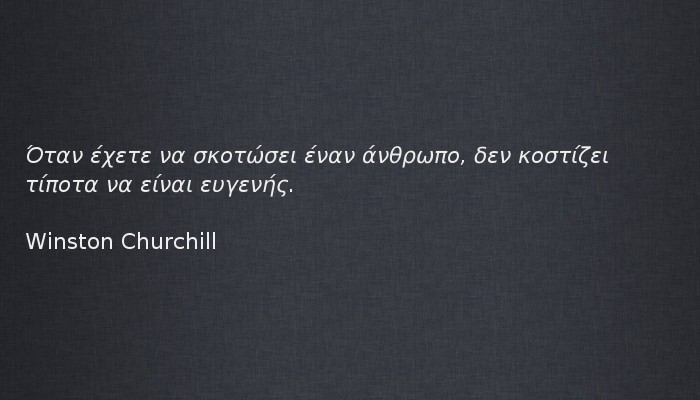 Όταν έχετε να σκοτώσει έναν άνθρωπο, δεν κοστίζει
τίποτα να είναι ευγενής.
Winston Churchill